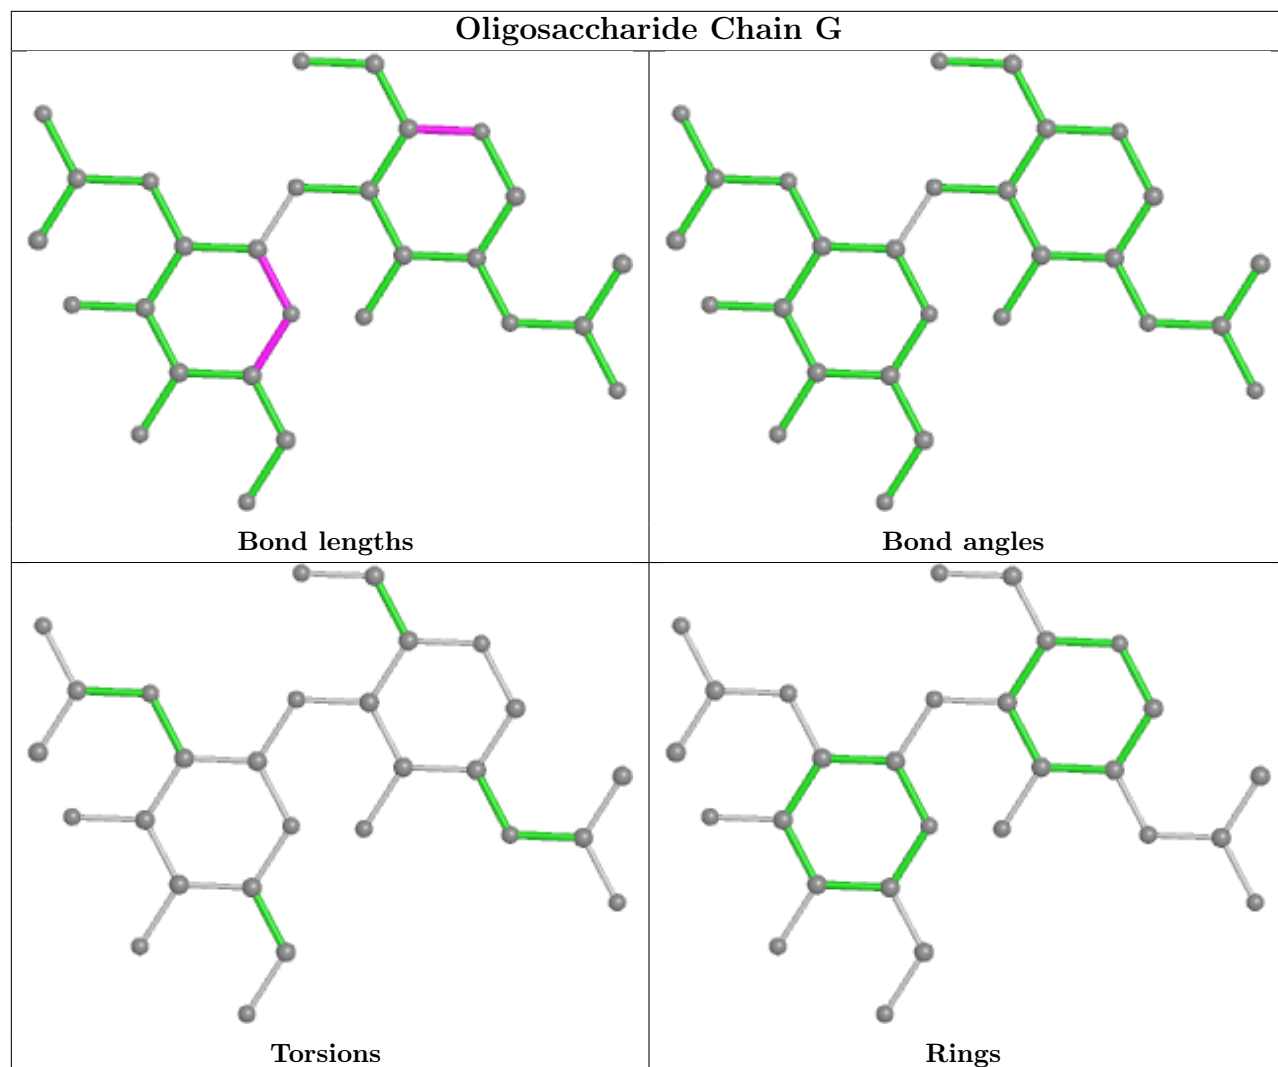 Oligosaccharide Chain G
Bond lengths
Bond angles
Torsions
Rings